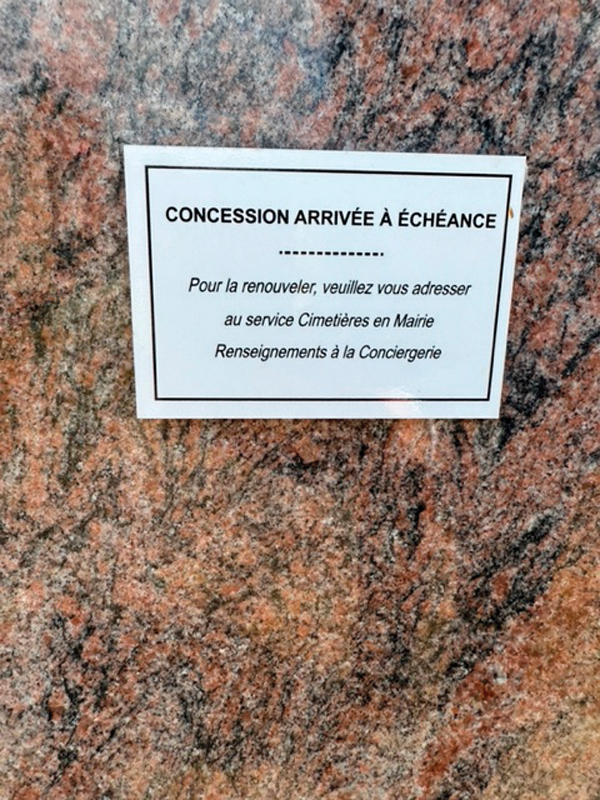 CONCESSION ARRIVÉE À ÉCHÉANCE
Pour la renouveler, veuillez vous adresser
au service Cimetières en Mairie
Renseignements à la Conciergerie